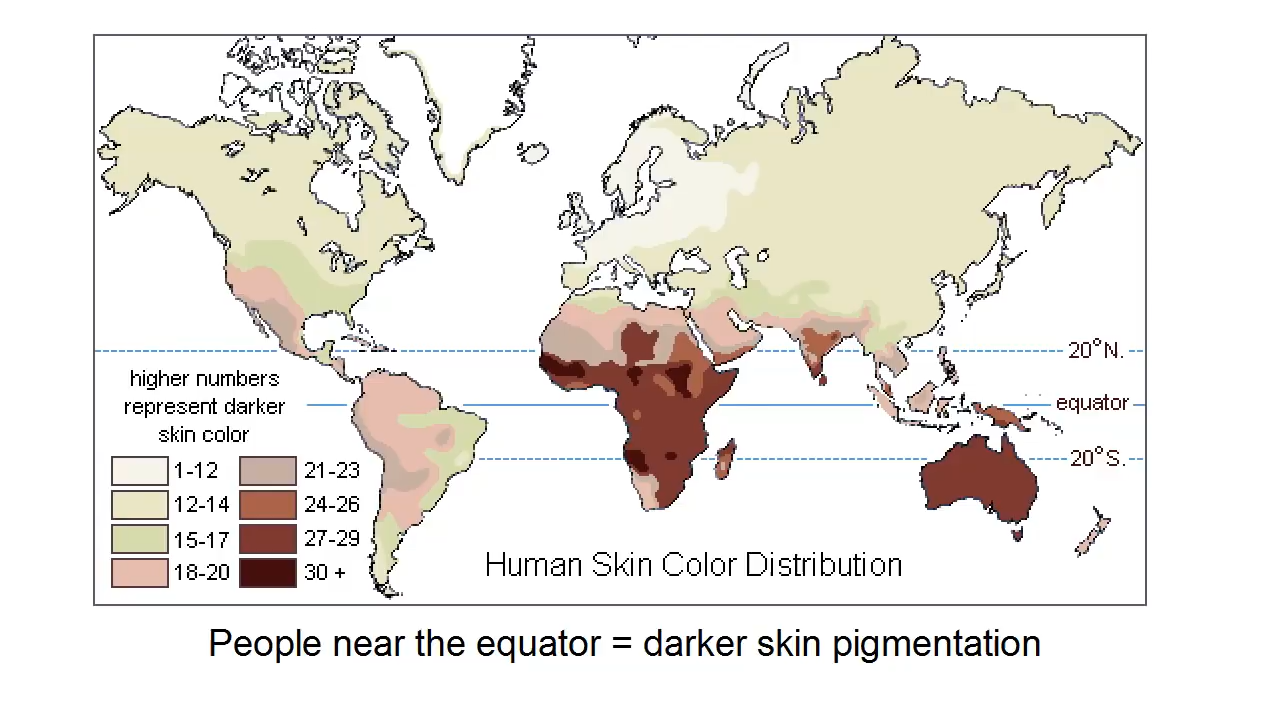 20°N.
higher numbers
represent darker
skin color
equator
20°S.
1-12
21-23
12-14
24-26
15-17
27-29
18-20
30 +
Human Skin Color Distribution
People near the equator = darker skin pigmentation